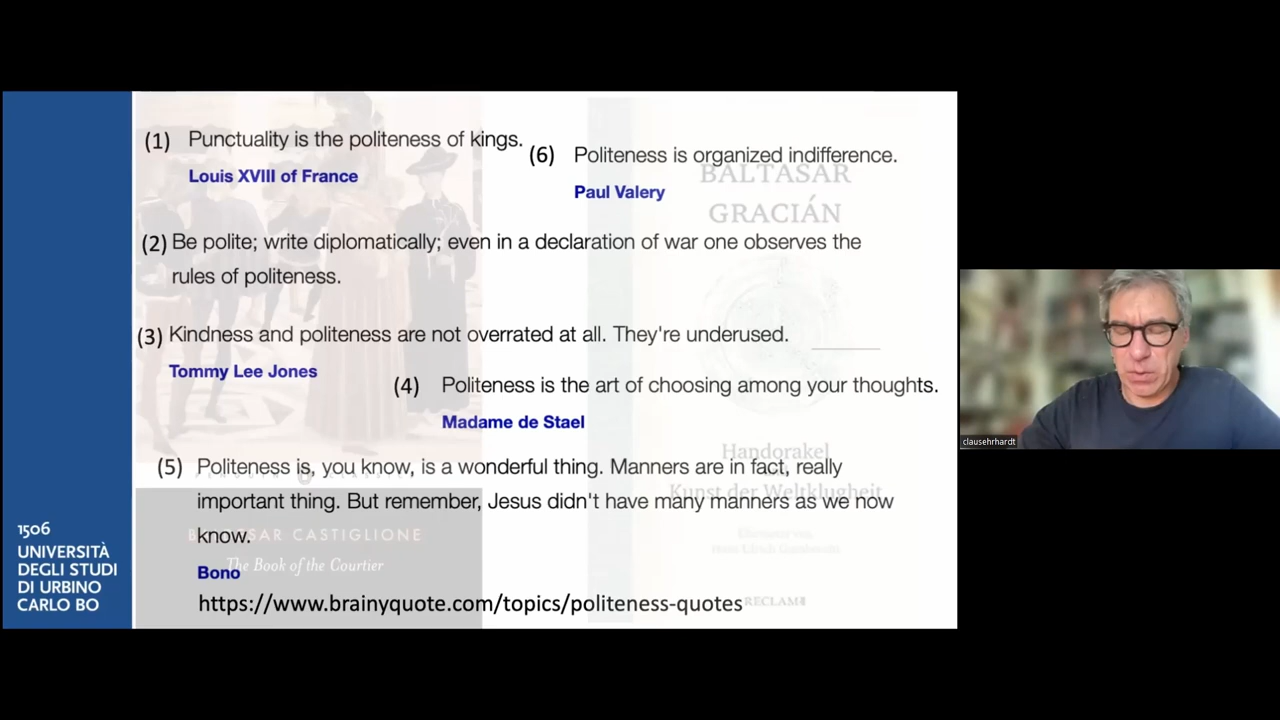 (1) Punctuality is the politeness of kings.
Louis XVIII of France
(6) Politeness is organized indifference.
Paul Valery
BALTASAR
GRACIÁN
(2) Be polite; write diplomatically; even in a declaration of war one observes the
rules of politeness.
(3) Kindness and politeness are not overrated at all. They're underused.
Tommy Lee Jones
(4) Politeness is the art of choosing among your thoughts.
Madame de Stael
Handorakel
Kunst der Weltklugheit
(5) Politeness is, you know, is a wonderful thing. Manners are in fact, really
important thing. But remember, Jesus didn't have many manners as we now
know.
Bono
BALTASAR CASTIGLIONE
The Book of the Courtier
https://www.brainyquote.com/topics/politeness-quotes
RECLAM
1506
UNIVERSITÀ
DEGLI STUDI
DI URBINO
CARLO BO
clausehrhardt